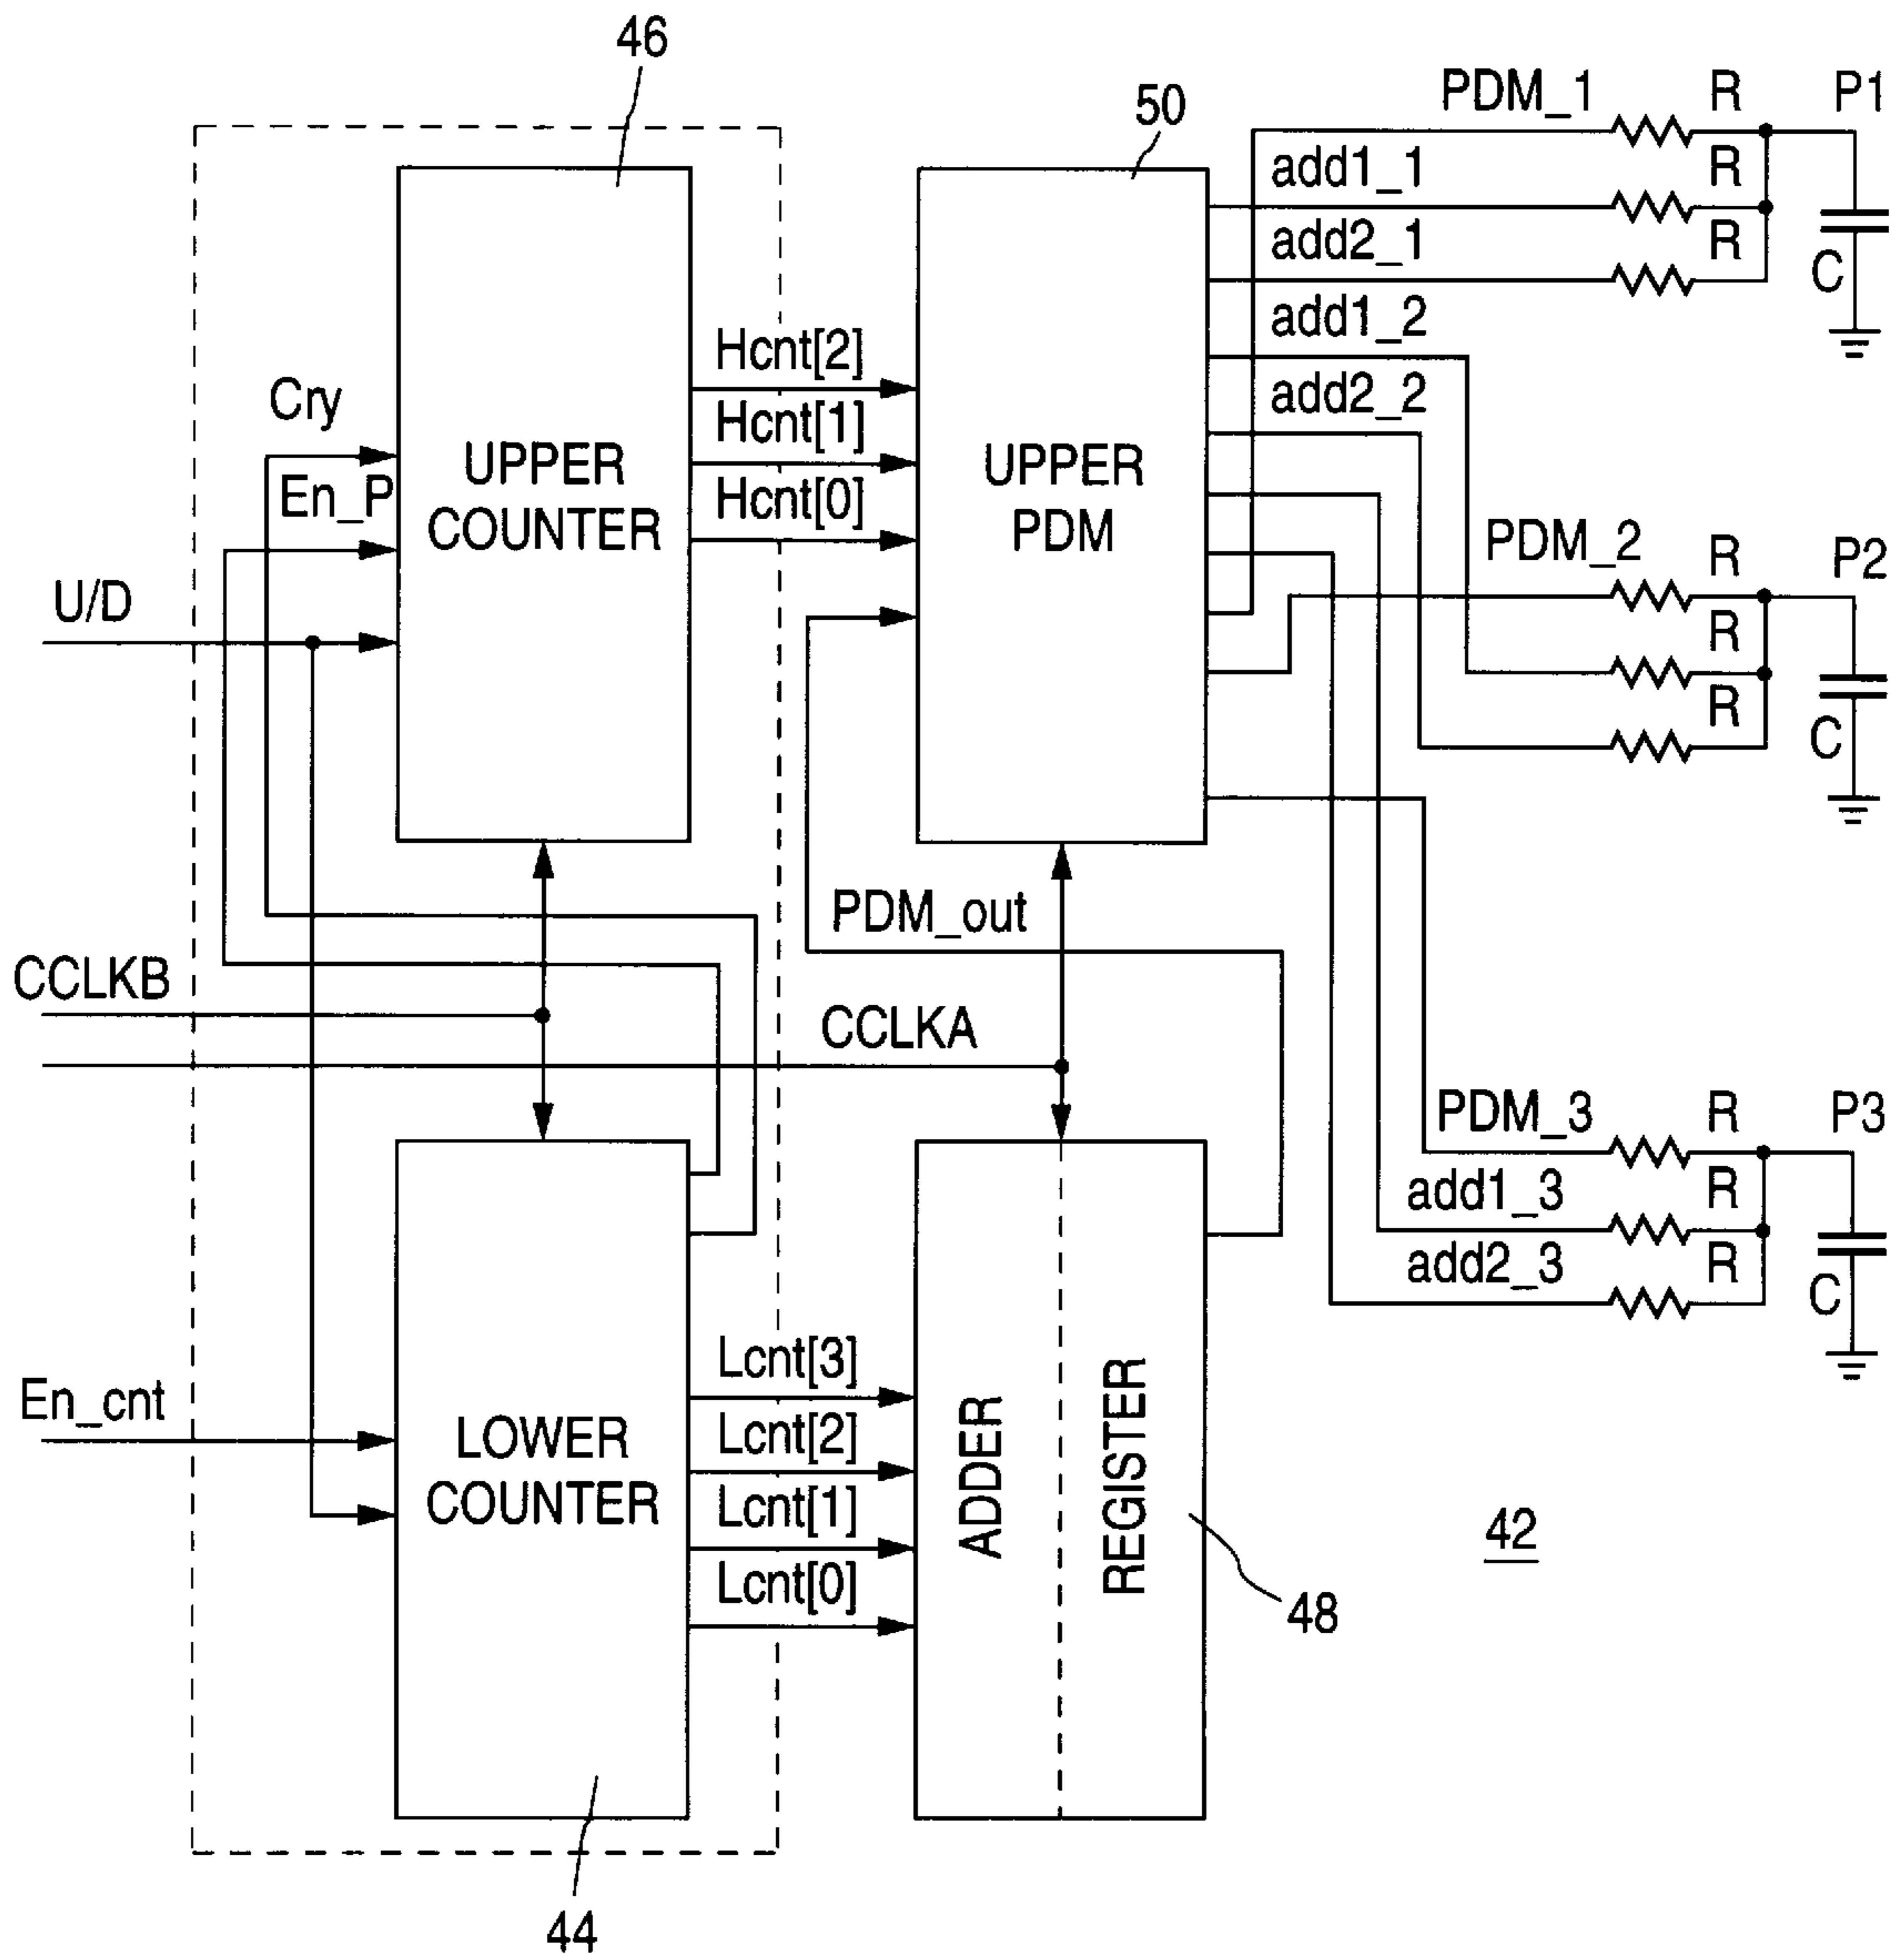 46
50
PDM_1 R P1
add1_1 R
add2_1 R
C
add1_2
add2_2
Hcnt[2]
Hcnt[1]
Hcnt[0]
Cry
En_P
UPPER COUNTER
UPPER PDM
U/D
PDM_2 R P2
R
R
C
PDM_out
CCLKB
CCLKA
PDM_3 R P3
add1_3 R
add2_3 R
C
En_cnt
LOWER COUNTER
Lcnt[3]
Lcnt[2]
Lcnt[1]
Lcnt[0]
ADDER
REGISTER
42
48
44